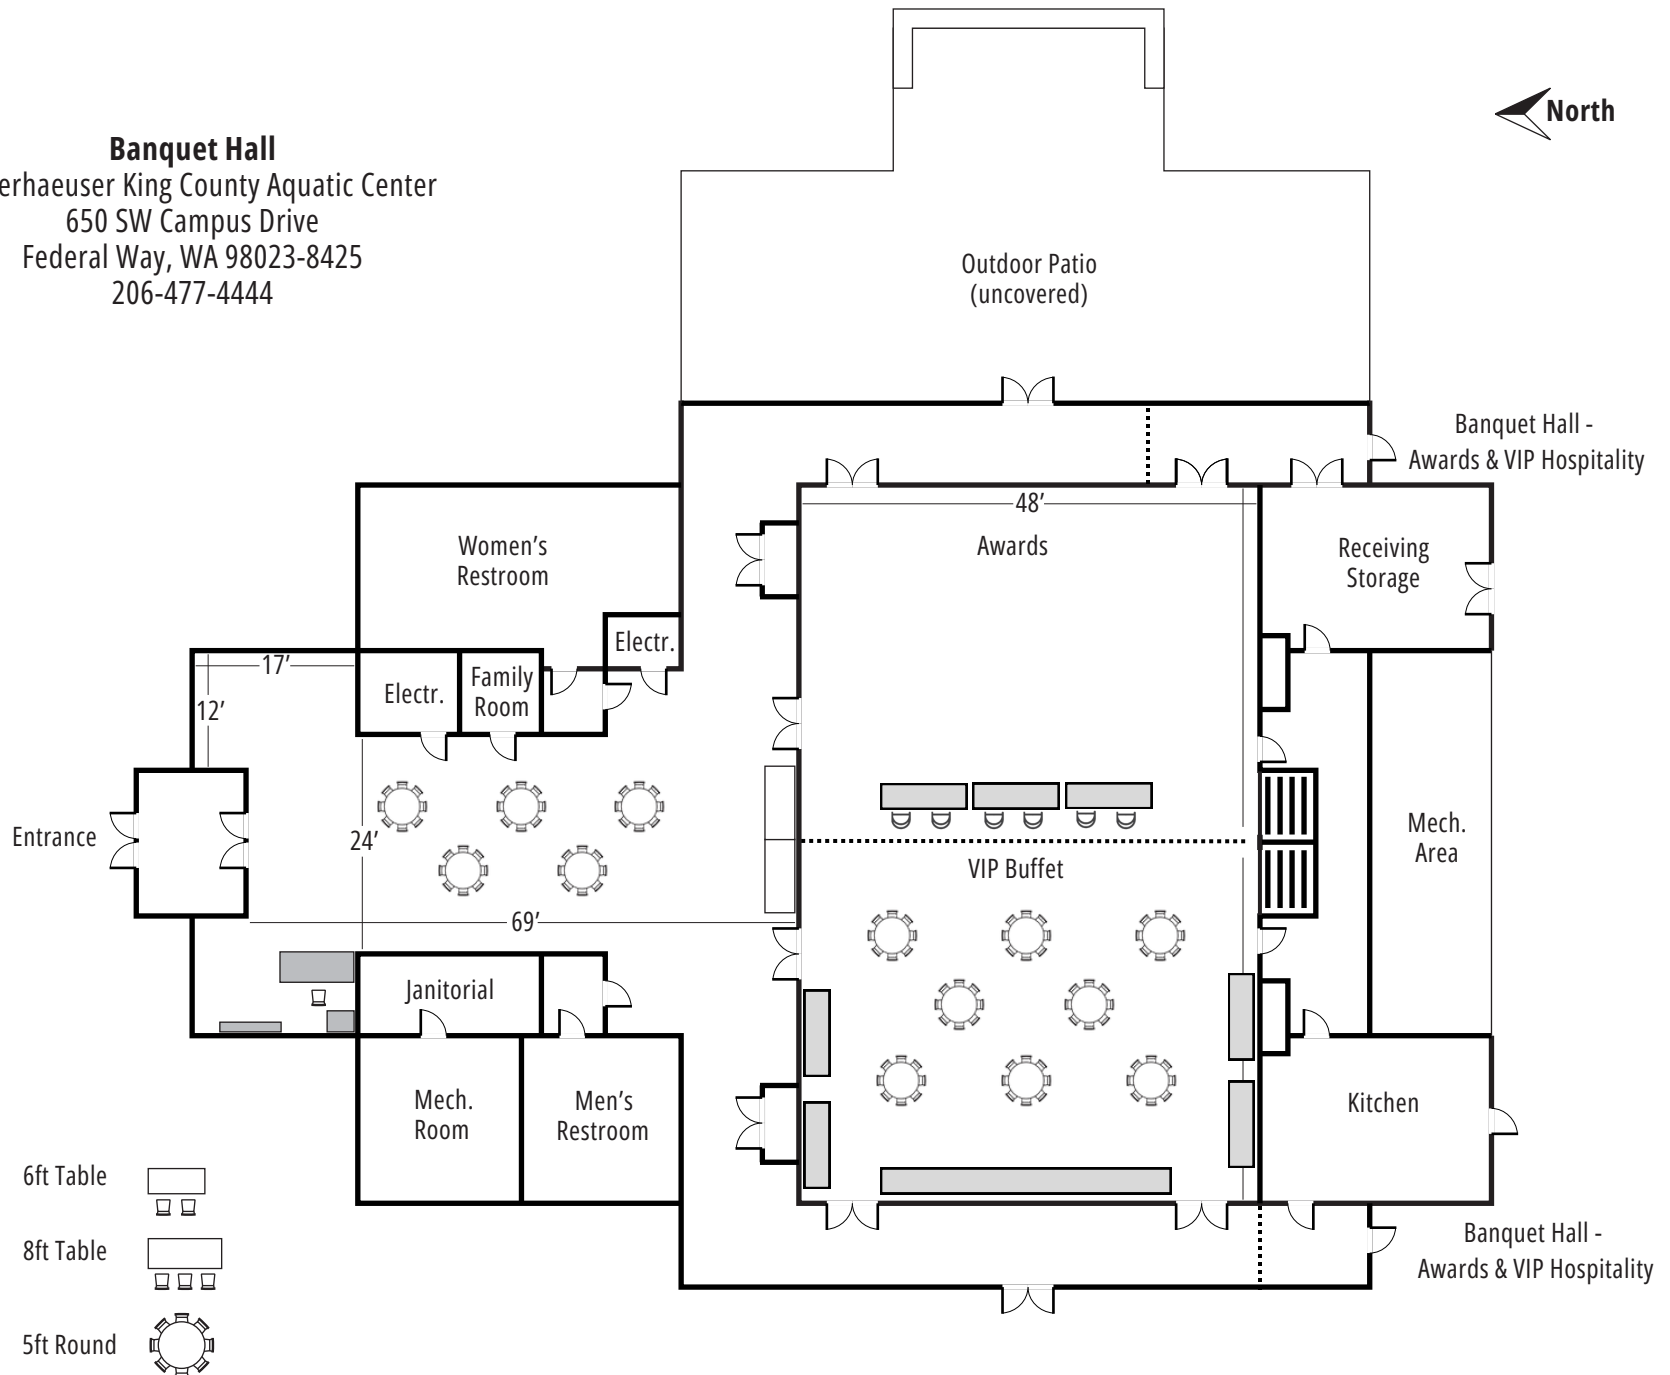 North
Banquet Hall
erhaeuser King County Aquatic Center
650 SW Campus Drive
Federal Way, WA 98023-8425
206-477-4444
Outdoor Patio
(uncovered)
Banquet Hall -
Awards & VIP Hospitality
48’
Awards
Women’s
Restroom
Receiving
Storage
Electr.
17’
Electr.
Family
Room
12’
Entrance
24’
Mech.
Area
VIP Buffet
69’
Janitorial
Mech.
Room
Men’s
Restroom
Kitchen
6ft Table
8ft Table
5ft Round
Banquet Hall -
Awards & VIP Hospitality